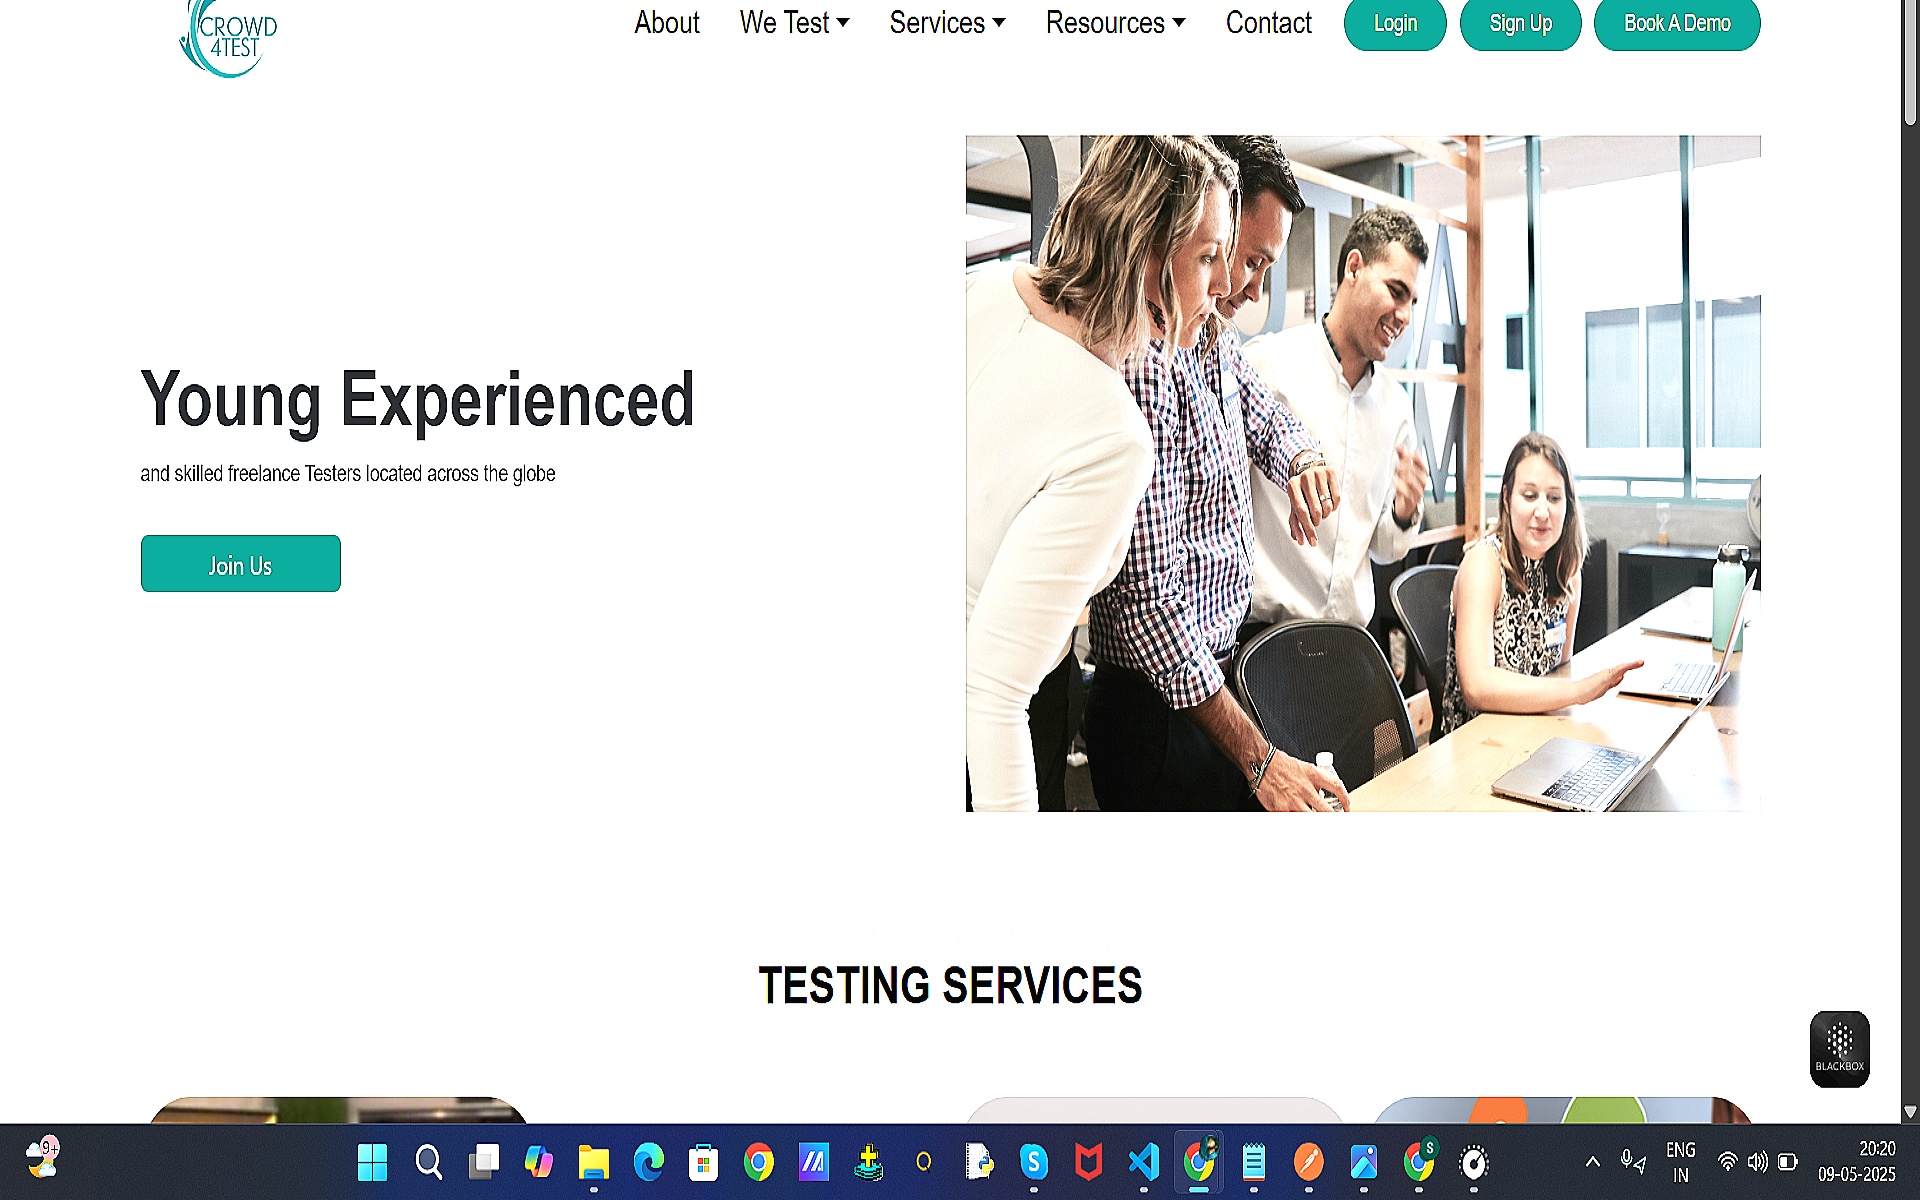 CROWD
4TEST
About We Test Services Resources Contact Login Sign Up Book A Demo
Young Experienced
and skilled freelance Testers located across the globe
Join Us
TESTING SERVICES
BLACKBOX
9+
S
S
ENG
IN
20:20
09-05-2025